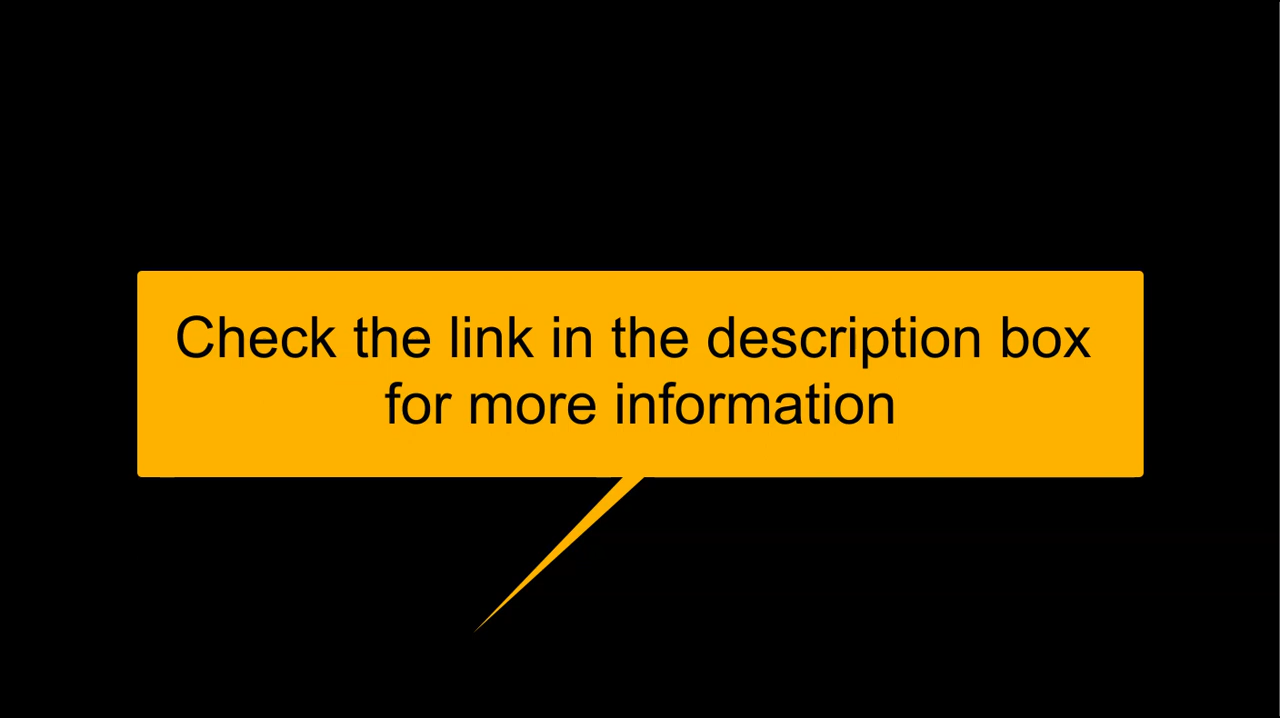 Check the link in the description box
for more information